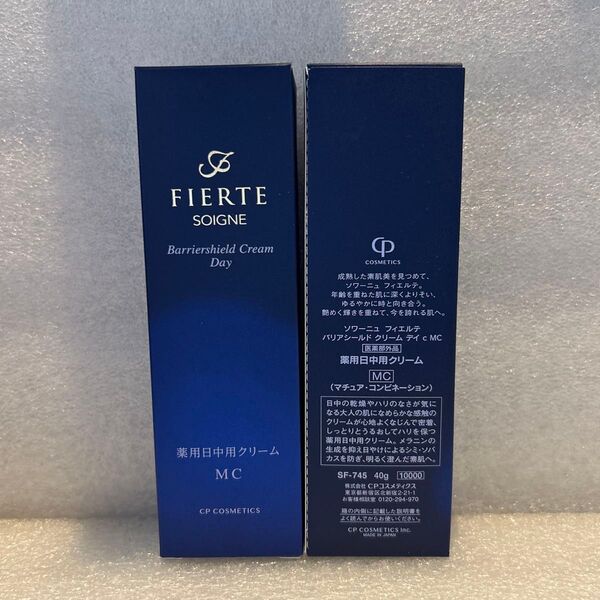 FIERTE
SOIGNE
Barriershield Cream
Day
薬用日中用クリーム
MC
CP COSMETICS
CP
COSMETICS
成熟した素肌美を見つめて、
ソワーニュ フィエルテ。
年齢を重ねた肌に深くよりそい、
ゆるやかに時と向き合う。
艶めく輝きを重ねて、今を誇れる肌へ。
ソワーニュ フィエルテ
バリアシールド クリーム デイ c MC
医薬部外品
薬用日中用クリーム
MC
(マチュア・コンビネーション)
日中の乾燥やハリのなさが気に
なる大人の肌になめらかな感触の
クリームが心地よくなじんで密着、
しっとりとうるおしてハリを保つ
薬用日中用クリーム。メラニンの
生成を抑え日やけによるシミ・ソバ
カスを防ぎ、明るく澄んだ素肌へ。
SF-745 40g 10000
株式会社 CPコスメティクス
東京都新宿区北新宿2-21-1
お客様相談室 0120-294-970
箱の内側に記載した説明書を
よく読んでからお使いください。
CP COSMETICS Inc.
MADE IN JAPAN